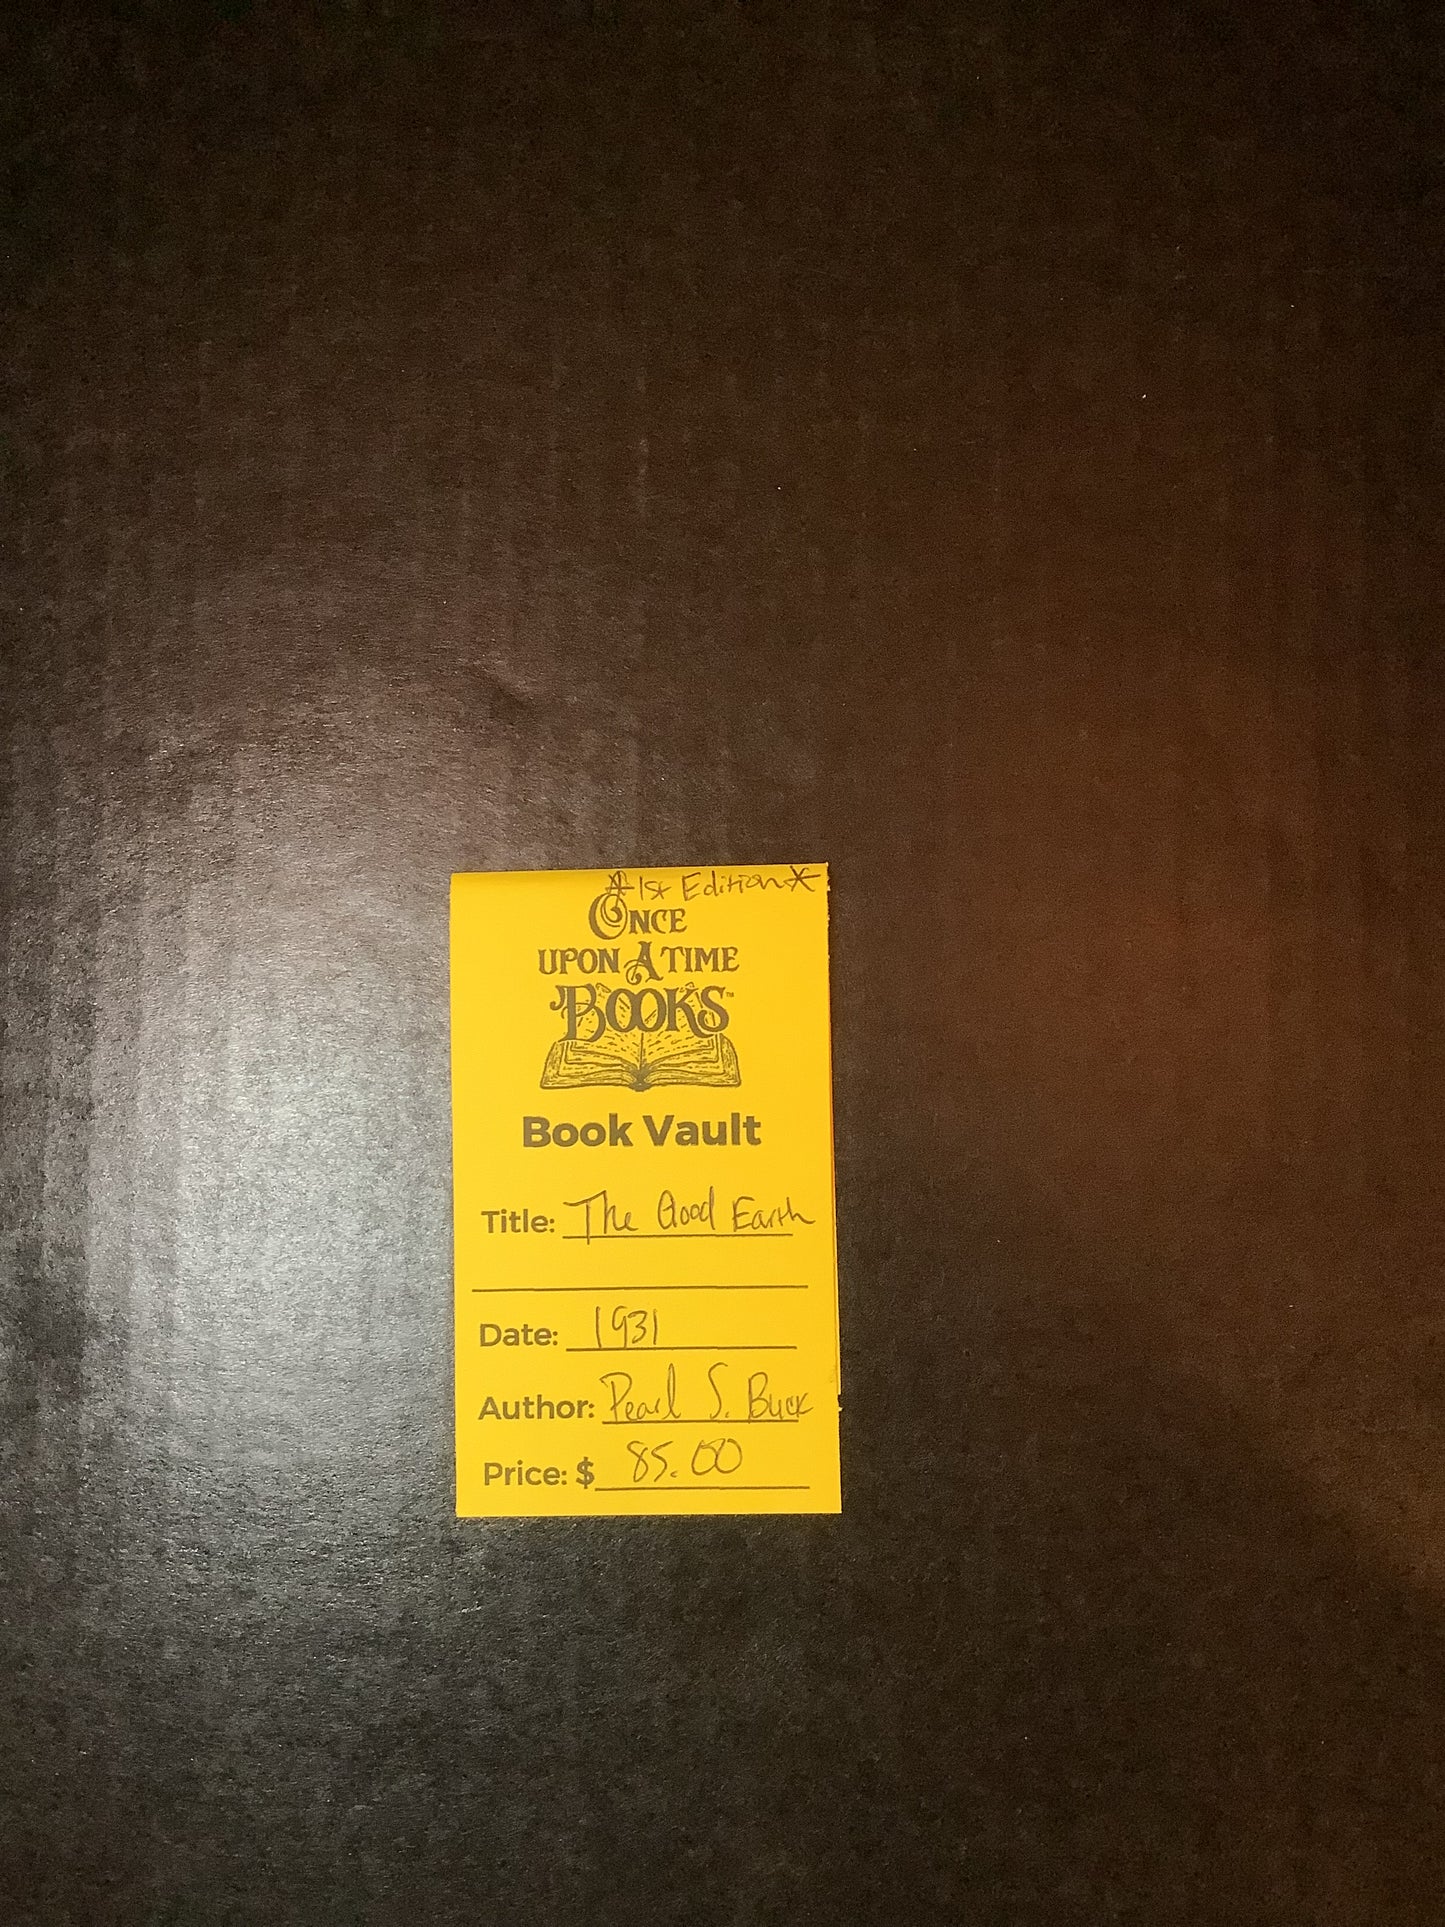 *1st Edition*
ONCE
UPON A TIME
BOOKS™
Book Vault
Title: The Good Earth
Date: 1931
Author: Pearl S. Buck
Price: $ 85.00